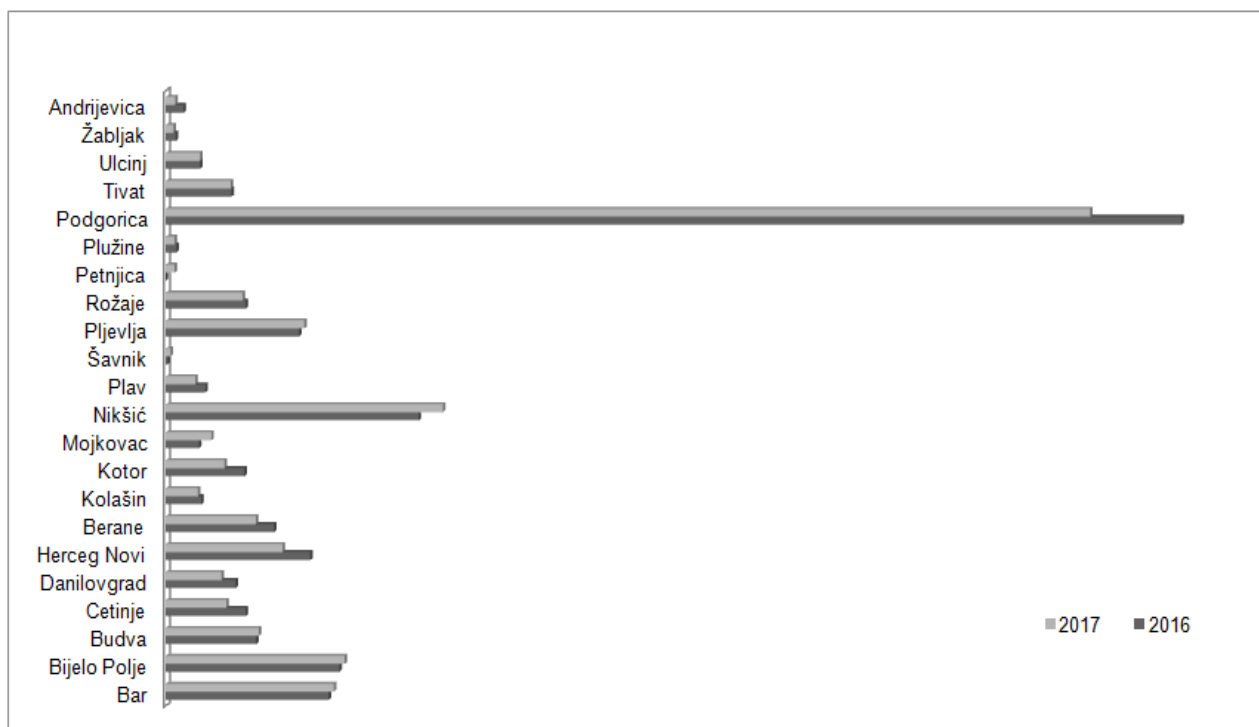 Andrijevica
Žabljak
Ulcinj
Tivat
Podgorica
Plužine
Petnjica
Rožaje
Pljevlja
Šavnik
Plav
Nikšić
Mojkovac
Kotor
Kolašin
Berane
Herceg Novi
Danilovgrad
Cetinje
Budva
Bijelo Polje
Bar
2017 2016